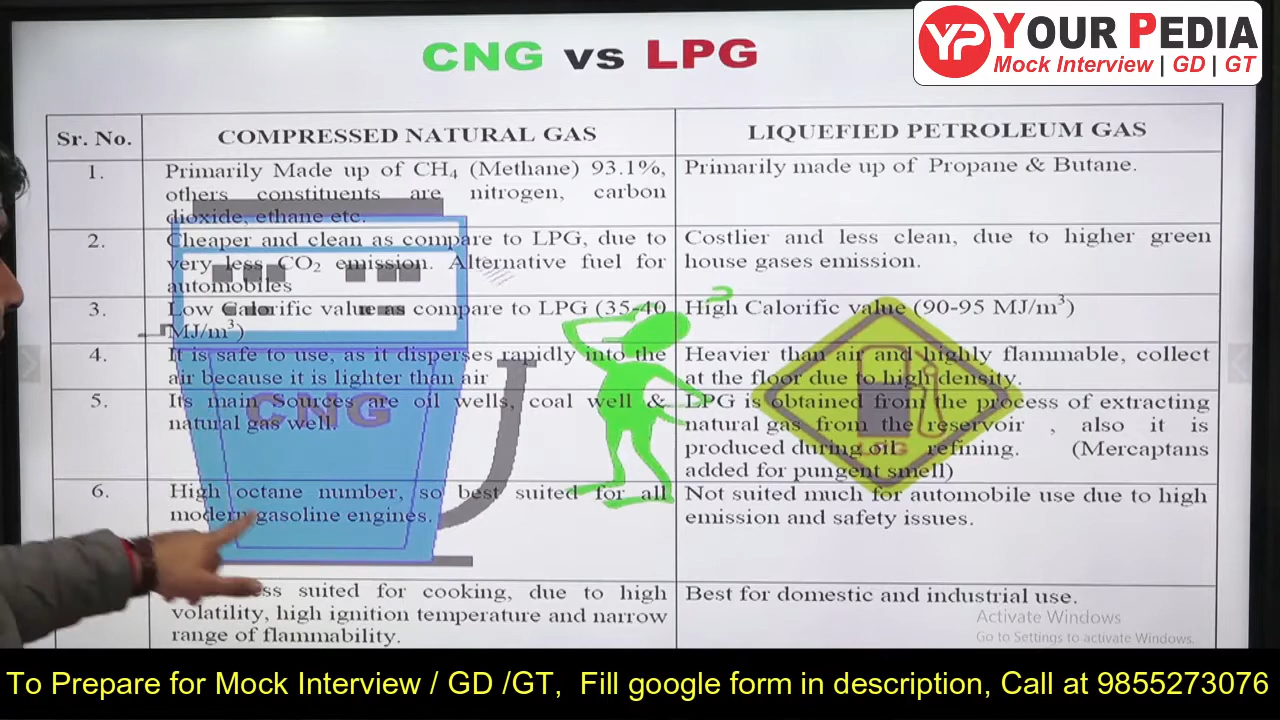 YOUR PEDIA
Mock Interview | GD | GT
CNG vs LPG
Sr. No.
COMPRESSED NATURAL GAS
LIQUEFIED PETROLEUM GAS
1.
Primarily Made up of CH₄ (Methane) 93.1%,
others constituents are nitrogen, carbon
dioxide, ethane etc.
Primarily made up of Propane & Butane.
2.
Cheaper and clean as compare to LPG, due to
very less CO₂ emission. Alternative fuel for
automobiles
Costlier and less clean, due to higher green
house gases emission.
3.
Low Calorific value as compare to LPG (35-40
MJ/m³)
High Calorific value (90-95 MJ/m³)
4.
It is safe to use, as it disperses rapidly into the
air because it is lighter than air
Heavier than air and highly flammable, collect
at the floor due to high density.
5.
Its main Sources are oil wells, coal well &
natural gas well.
LPG is obtained from the process of extracting
natural gas from the reservoir , also it is
produced during oil refining. (Mercaptans
added for pungent smell)
CNG
6.
High octane number, so best suited for all
modern gasoline engines.
Not suited much for automobile use due to high
emission and safety issues.
suited for cooking, due to high
volatility, high ignition temperature and narrow
range of flammability.
Best for domestic and industrial use.
Activate Windows
Go to Settings to activate Windows.
To Prepare for Mock Interview / GD /GT, Fill google form in description, Call at 9855273076